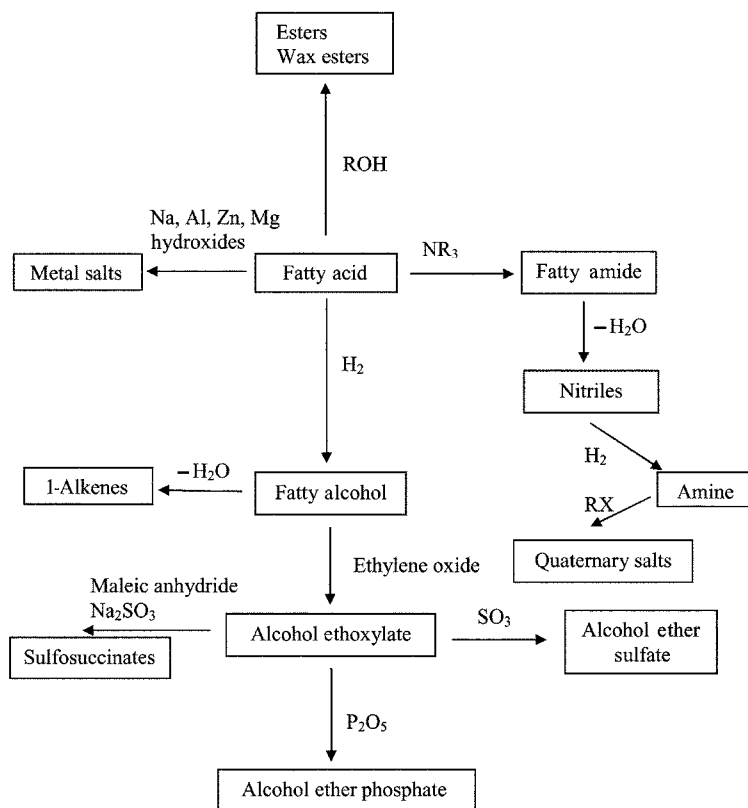 Esters
Wax esters
ROH
Na, Al, Zn, Mg
hydroxides
Metal salts
Fatty acid
NR₃
Fatty amide
−H₂O
Nitriles
H₂
H₂
Amine
RX
Quaternary salts
1-Alkenes
−H₂O
Fatty alcohol
Ethylene oxide
Maleic anhydride
Na₂SO₃
Sulfosuccinates
Alcohol ethoxylate
SO₃
Alcohol ether
sulfate
P₂O₅
Alcohol ether phosphate